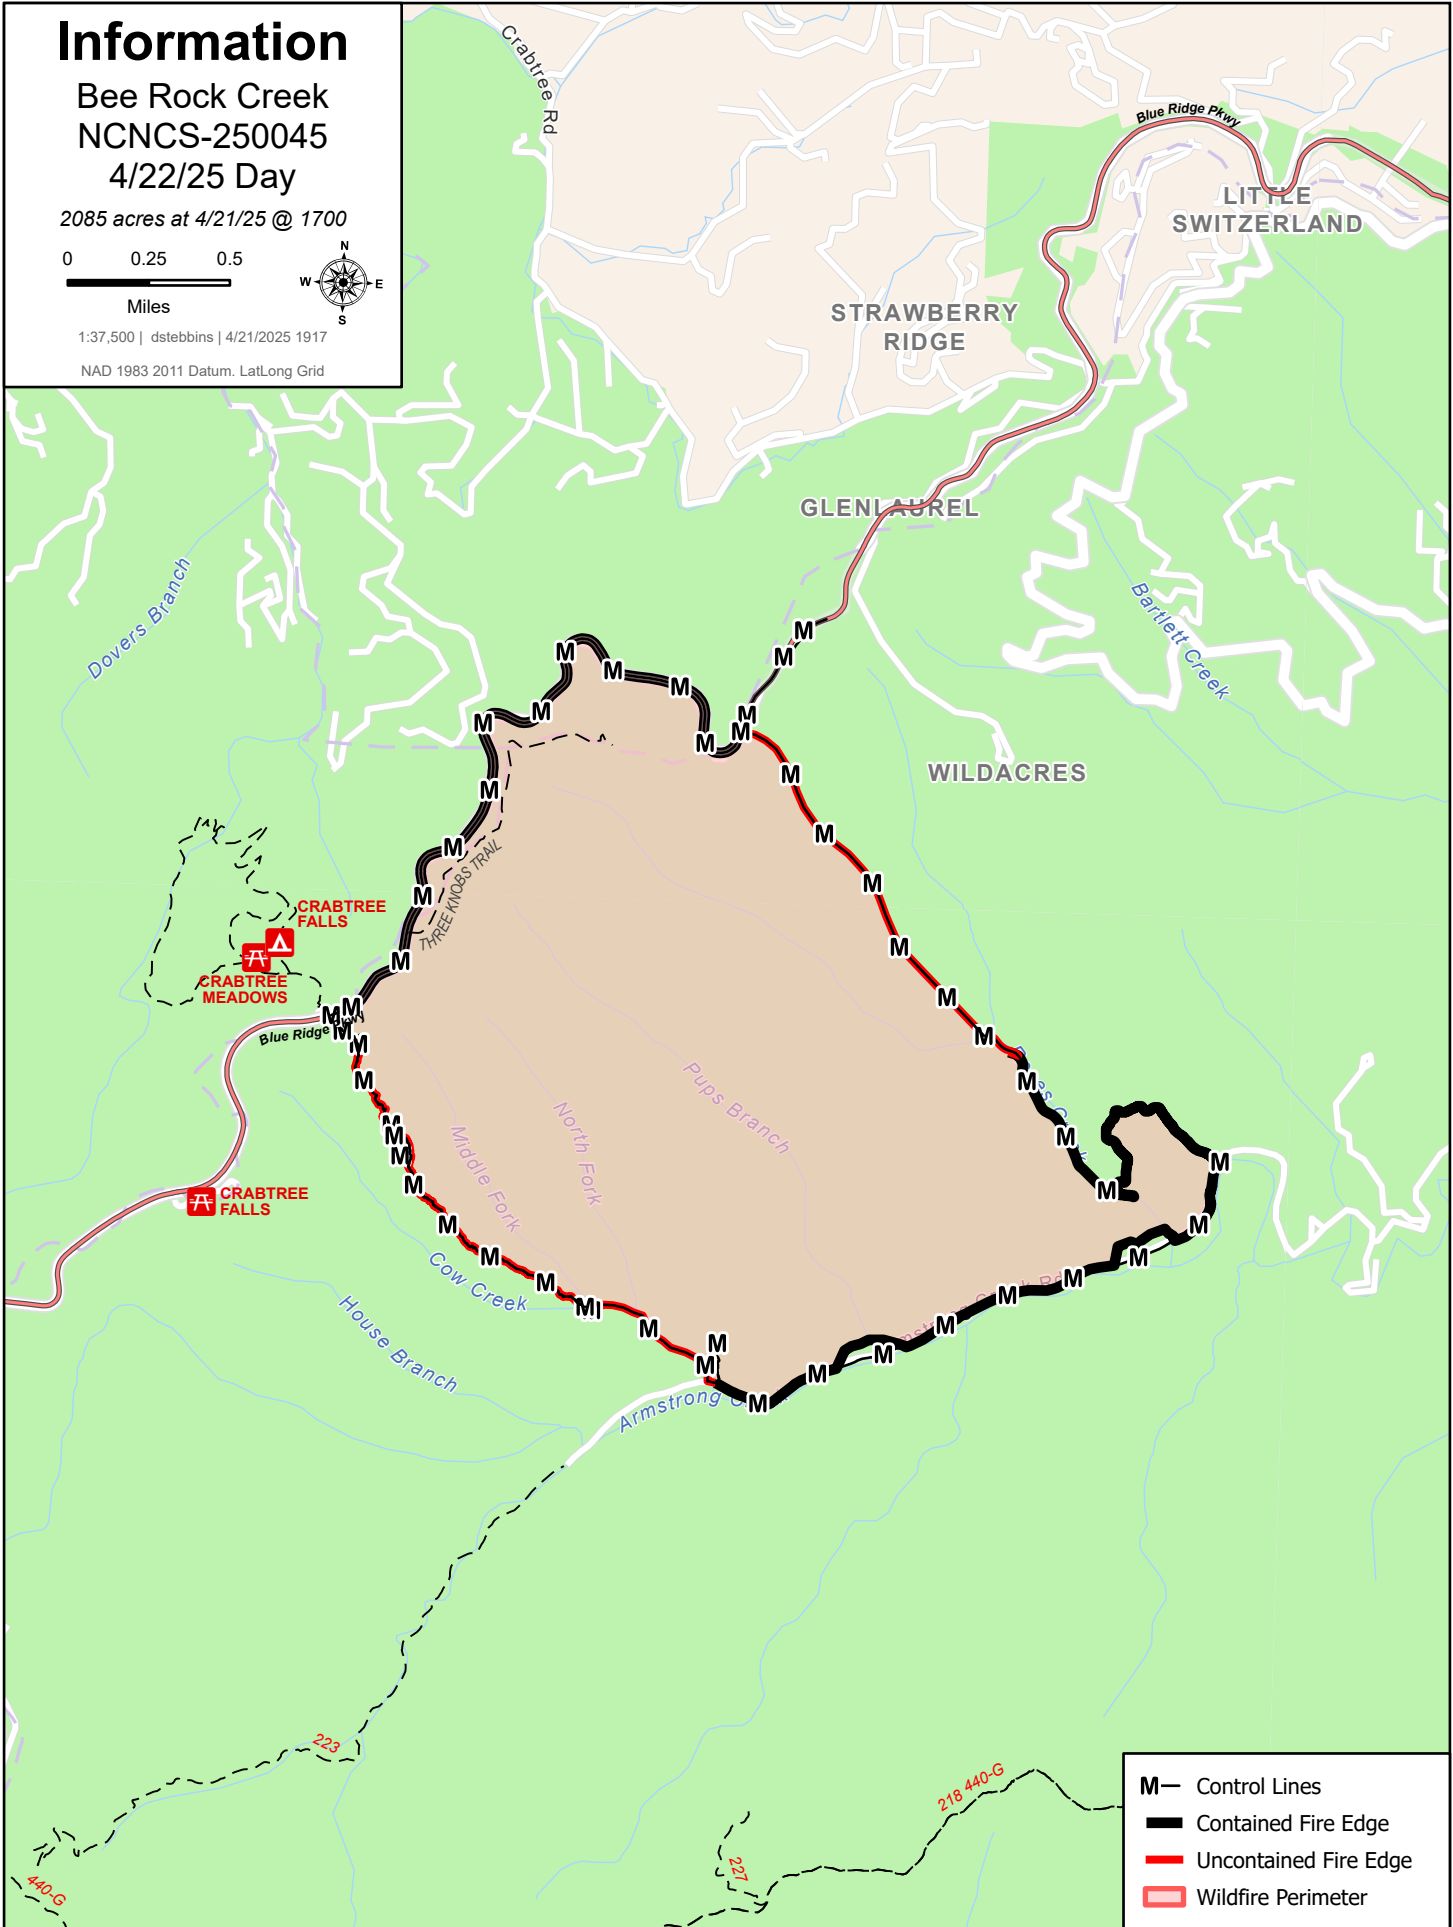 Information
Bee Rock Creek
NCNCS-250045
4/22/25 Day
2085 acres at 4/21/25 @ 1700
0 0.25 0.5
Miles
N
W E
S
1:37,500 | dstebbins | 4/21/2025 1917
NAD 1983 2011 Datum. LatLong Grid
Crabtree Rd
Blue Ridge Pkwy
LITTLE
SWITZERLAND
STRAWBERRY
RIDGE
GLENLAUREL
Dovers Branch
Bartlett Creek
WILDACRES
THREE KNOBS TRAIL
CRABTREE
FALLS
CRABTREE
MEADOWS
Blue Ridge Pkwy
Pups Branch
North Fork
Middle Fork
CRABTREE
FALLS
Cow Creek
House Branch
Armstrong
223
218 440-G
227
440-G
M M M M M M M M M M M M M M M M M M M M M M M M M M M M M M M M M M M M M M M M M M M M M M M M M M M M M
M Control Lines
Contained Fire Edge
Uncontained Fire Edge
Wildfire Perimeter